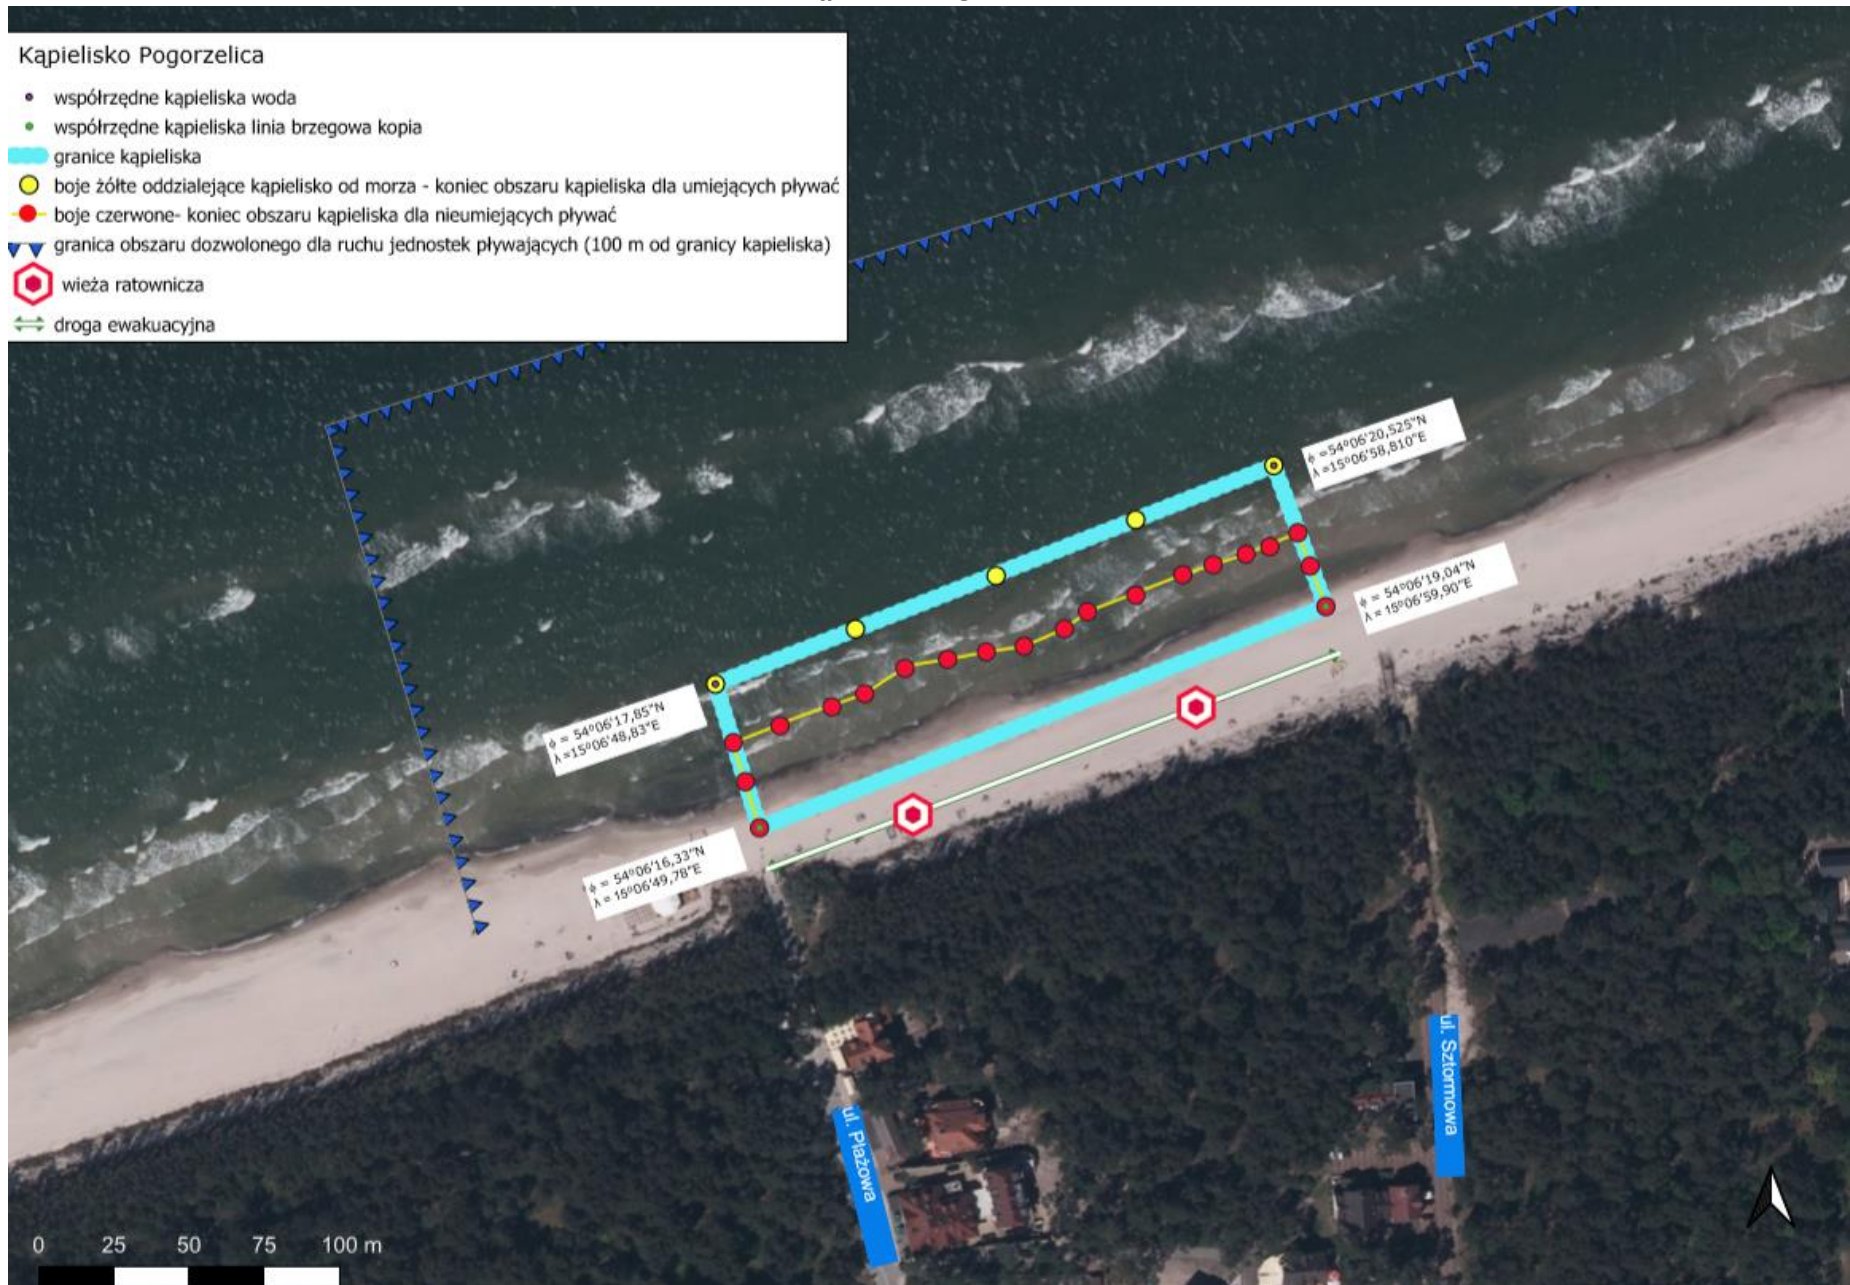 Kąpielisko Pogorzelica
współrzędne kąpieliska woda
współrzędne kąpieliska linia brzegowa kopia
granice kąpieliska
boje żółte oddzialejące kąpielisko od morza - koniec obszaru kąpieliska dla umiejących pływać
boje czerwone- koniec obszaru kąpieliska dla nieumiejących pływać
granica obszaru dozwolonego dla ruchu jednostek pływających (100 m od granicy kapieliska)
wieża ratownicza
droga ewakuacyjna
ϕ =54º06'20,525"N
λ =15º06'58,810"E
ϕ = 54º06'19,04"N
λ = 15º06'59,90"E
ϕ = 54º06'17,85"N
λ =15º06'48,83"E
ϕ = 54º06'16,33"N
λ = 15º06'49,78"E
ul. Sztormowa
ul. Plażowa
0 25 50 75 100 m